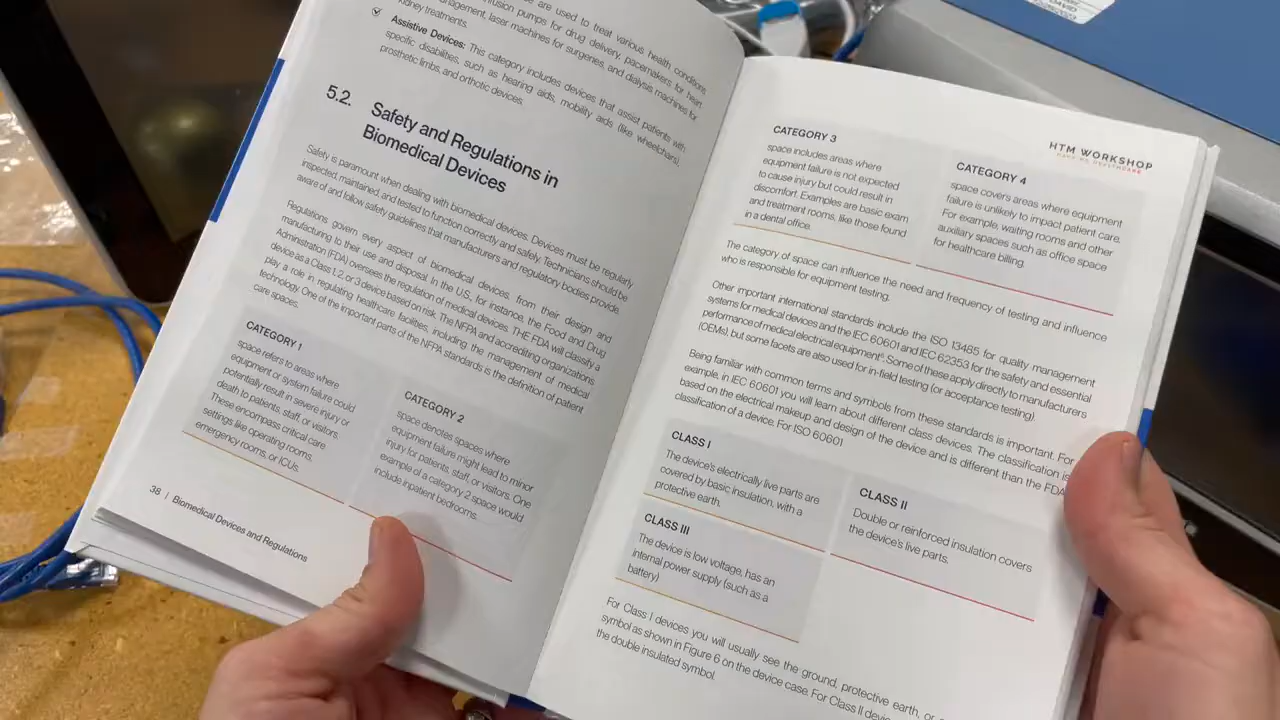 are used to treat various health conditions,
infusion pumps for drug delivery, pacemakers for heart
management, laser machines for surgeries, and dialysis machines for
kidney treatments.
Assistive Devices: This category includes devices that assist patients with
specific disabilities, such as hearing aids, mobility aids (like wheelchairs),
prosthetic limbs, and orthotic devices.
5.2. Safety and Regulations in
Biomedical Devices
Safety is paramount when dealing with biomedical devices. Devices must be regularly
inspected, maintained, and tested to function correctly and safely. Technicians should be
aware of and follow safety guidelines that manufacturers and regulatory bodies provide.
Regulations govern every aspect of biomedical devices, from their design and
manufacturing to their use and disposal. In the U.S., for instance, the Food and Drug
Administration (FDA) oversees the regulation of medical devices. THE FDA will classify a
device as a Class 1, 2, or 3 device based on risk. The NFPA and accrediting organizations
play a role in regulating healthcare facilities, including the management of medical
technology. One of the important parts of the NFPA standards is the definition of patient
care spaces.
CATEGORY 1
space refers to areas where
equipment or system failure could
potentially result in severe injury or
death to patients, staff, or visitors.
These encompass critical care
settings like operating rooms,
emergency rooms, or ICUs.
CATEGORY 2
space denotes spaces where
equipment failure might lead to minor
injury for patients, staff, or visitors. One
example of a category 2 space would
include inpatient bedrooms.
38 | Biomedical Devices and Regulations
HTM WORKSHOP
CATEGORY 3
space includes areas where
equipment failure is not expected
to cause injury but could result in
discomfort. Examples are basic exam
and treatment rooms, like those found
in a dental office.
CATEGORY 4
space covers areas where equipment
failure is unlikely to impact patient care.
For example, waiting rooms and other
auxiliary spaces such as office space
for healthcare billing.
The category of space can influence the need and frequency of testing and influence
who is responsible for equipment testing.
Other important international standards include the ISO 13485 for quality management
systems for medical devices and the IEC 60601 and IEC 62353 for the safety and essential
performance of medical electrical equipment⁶. Some of these apply directly to manufacturers
(OEMs), but some facets are also used for in-field testing (or acceptance testing).
Being familiar with common terms and symbols from these standards is important. For
example, in IEC 60601 you will learn about different class devices. The classification is
based on the electrical makeup and design of the device and is different than the FDA
classification of a device. For ISO 60601
CLASS I
The device's electrically live parts are
covered by basic insulation, with a
protective earth.
CLASS II
Double or reinforced insulation covers
the device's live parts.
CLASS III
The device is low voltage, has an
internal power supply (such as a
battery)
For Class I devices you will usually see the ground, protective earth, or
symbol as shown in Figure 6 on the device case. For Class II
the double insulated symbol.